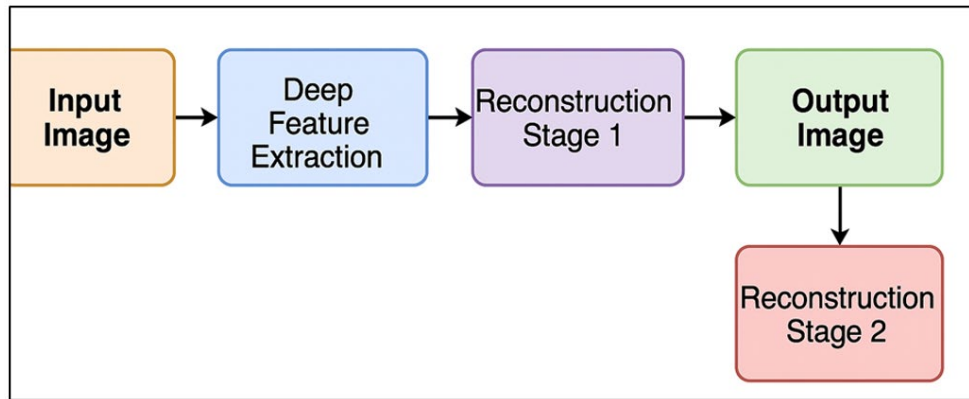 Input
Image
Deep
Feature
Extraction
Reconstruction
Stage 1
Output
Image
Reconstruction
Stage 2